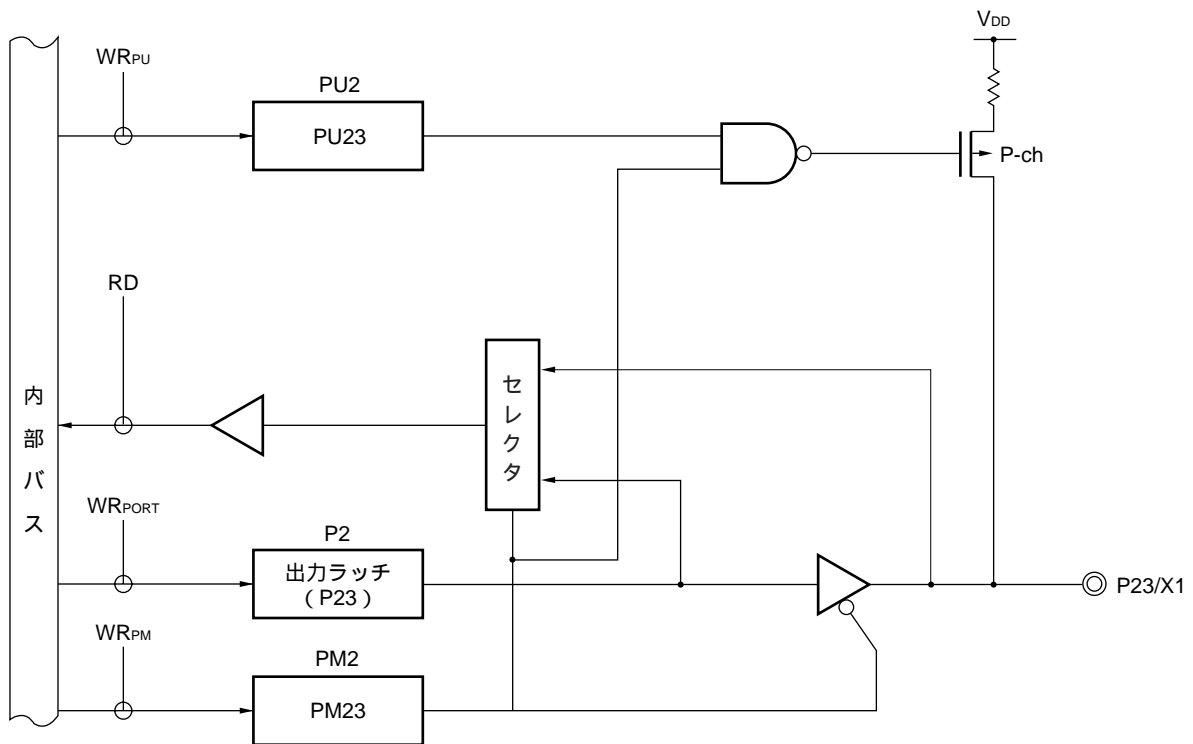 VDD
WRPU
PU2
PU23
P-ch
RD
セレクタ
内部バス
WRPORT
P2
出力ラッチ
（P23）
P23/X1
WRPM
PM2
PM23